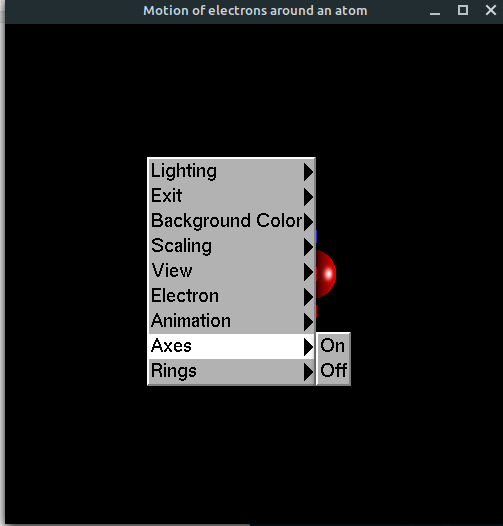 Motion of electrons around an atom
Lighting
Exit
Background Color
Scaling
View
Electron
Animation
Axes
On
Rings
Off